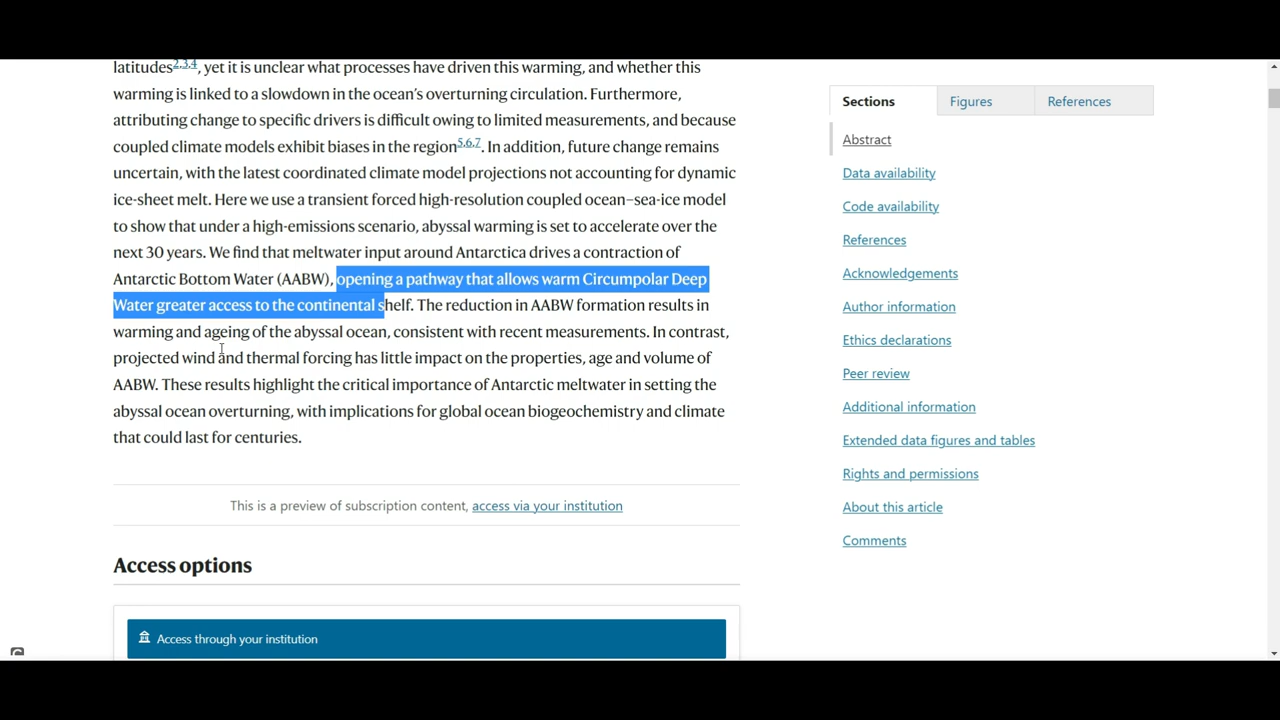 latitudes2,3,4, yet it is unclear what processes have driven this warming, and whether this
warming is linked to a slowdown in the ocean's overturning circulation. Furthermore,
attributing change to specific drivers is difficult owing to limited measurements, and because
coupled climate models exhibit biases in the region5,6,7. In addition, future change remains
uncertain, with the latest coordinated climate model projections not accounting for dynamic
ice-sheet melt. Here we use a transient forced high-resolution coupled ocean–sea-ice model
to show that under a high-emissions scenario, abyssal warming is set to accelerate over the
next 30 years. We find that meltwater input around Antarctica drives a contraction of
Antarctic Bottom Water (AABW), opening a pathway that allows warm Circumpolar Deep
Water greater access to the continental shelf. The reduction in AABW formation results in
warming and ageing of the abyssal ocean, consistent with recent measurements. In contrast,
projected wind and thermal forcing has little impact on the properties, age and volume of
AABW. These results highlight the critical importance of Antarctic meltwater in setting the
abyssal ocean overturning, with implications for global ocean biogeochemistry and climate
that could last for centuries.
This is a preview of subscription content, access via your institution
Access options
Access through your institution
Sections Figures References
Abstract
Data availability
Code availability
References
Acknowledgements
Author information
Ethics declarations
Peer review
Additional information
Extended data figures and tables
Rights and permissions
About this article
Comments